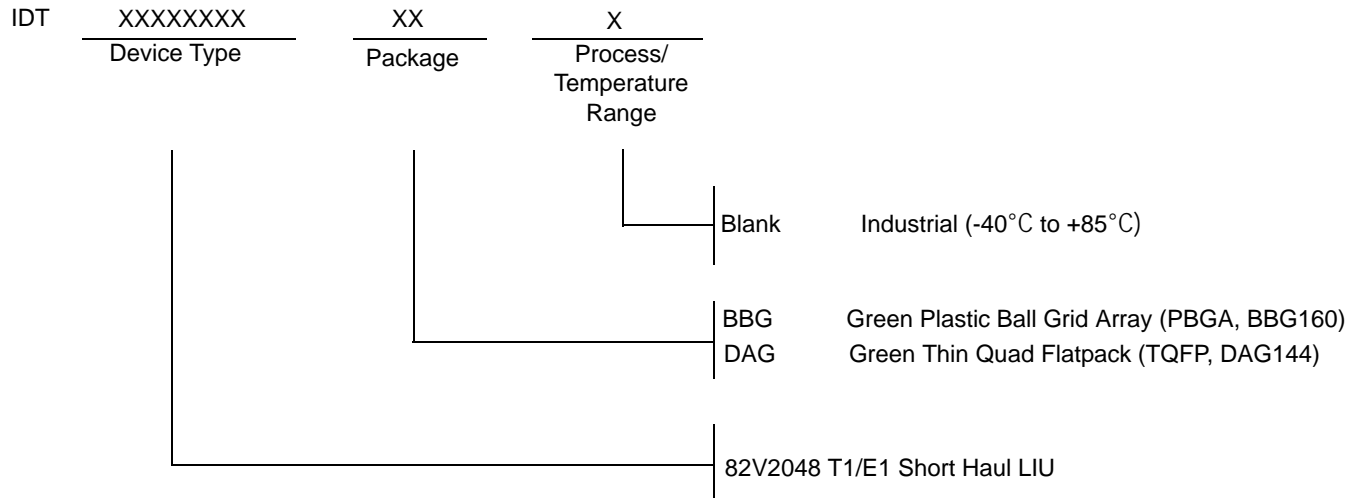 IDT XXXXXXXX XX X
Device Type Package Process/
Temperature
Range
Blank Industrial (-40°C to +85°C)
BBG Green Plastic Ball Grid Array (PBGA, BBG160)
DAG Green Thin Quad Flatpack (TQFP, DAG144)
82V2048 T1/E1 Short Haul LIU